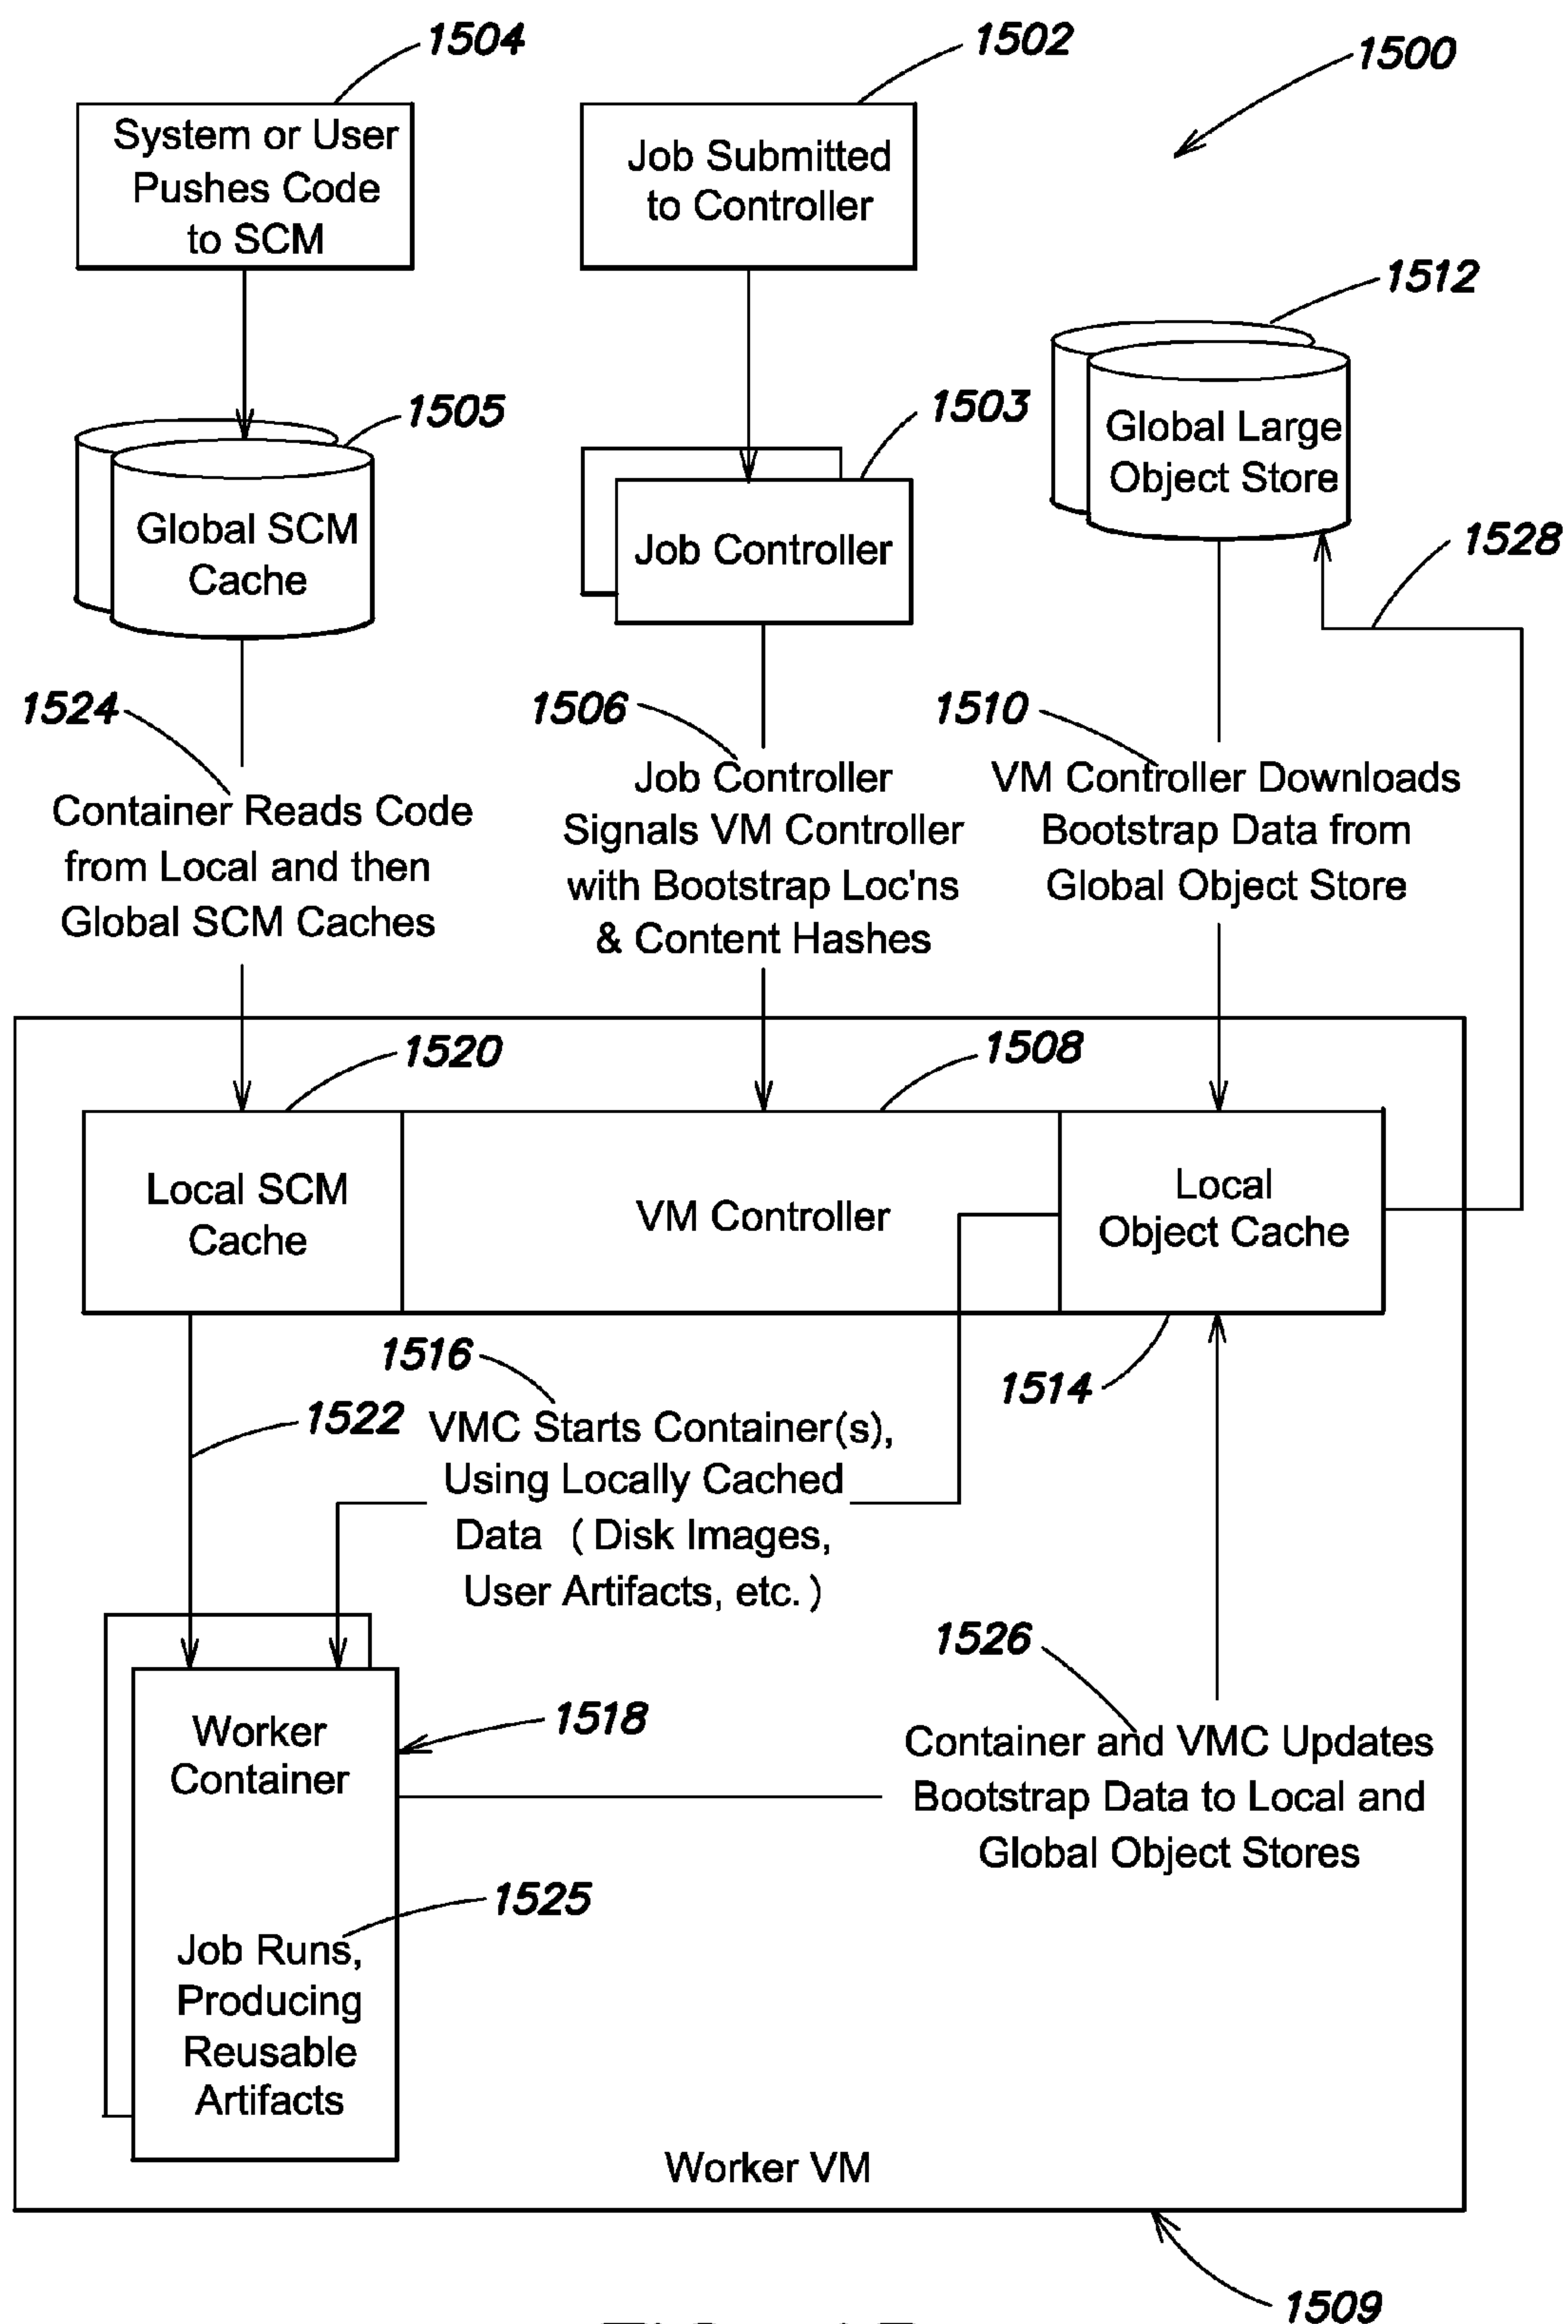 1504
1502
1500
System or User
Pushes Code
to SCM
Job Submitted
to Controller
1512
1505
1503
Global Large
Object Store
Global SCM
Cache
Job Controller
1528
1524
1506
1510
Container Reads Code
from Local and then
Global SCM Caches
Job Controller
Signals VM Controller
with Bootstrap Loc'ns
& Content Hashes
VM Controller Downloads
Bootstrap Data from
Global Object Store
1520
1508
Local SCM
Cache
VM Controller
Local
Object Cache
1516
1514
1522
VMC Starts Container(s),
Using Locally Cached
Data (Disk Images,
User Artifacts, etc.)
1526
Worker
Container
1518
Container and VMC Updates
Bootstrap Data to Local and
Global Object Stores
1525
Job Runs,
Producing
Reusable
Artifacts
Worker VM
1509